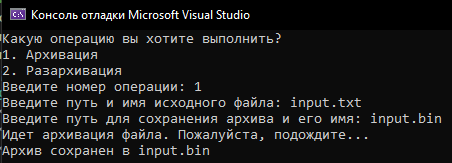 Консоль отладки Microsoft Visual Studio
Какую операцию вы хотите выполнить?
1. Архивация
2. Разархивация
Введите номер операции: 1
Введите путь и имя исходного файла: input.txt
Введите путь для сохранения архива и его имя: input.bin
Идет архивация файла. Пожалуйста, подождите...
Архив сохранен в input.bin